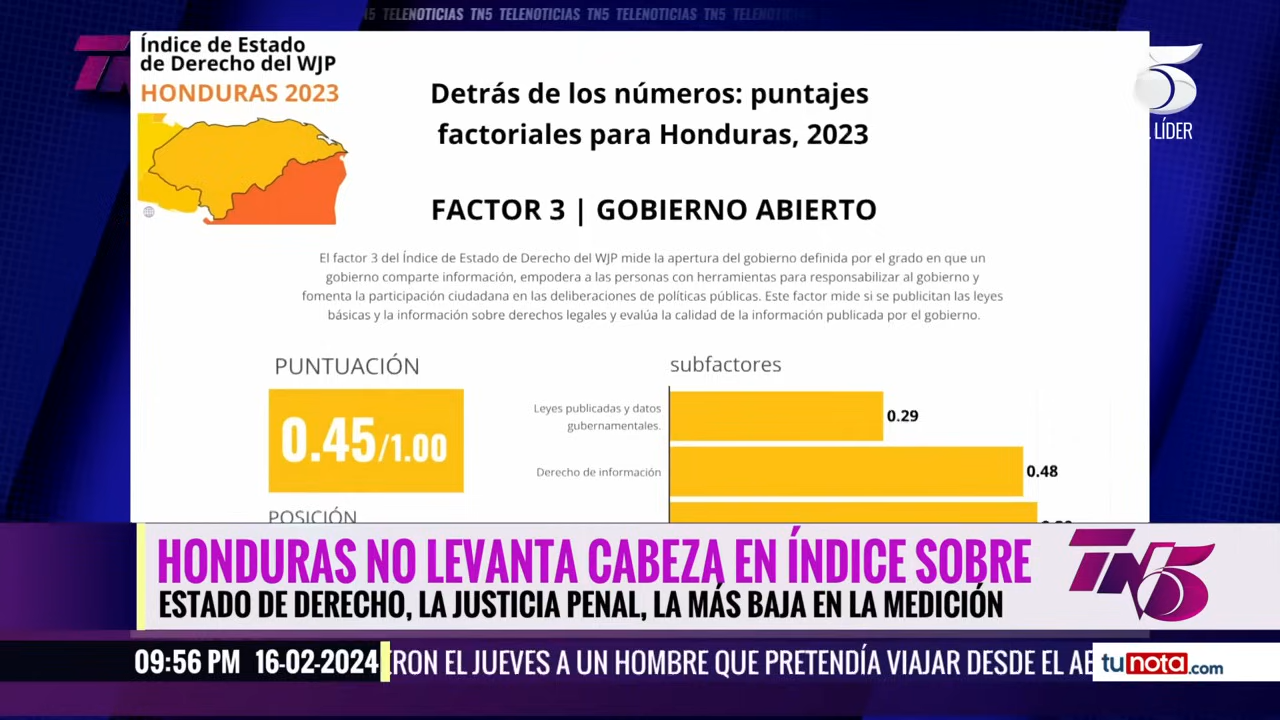 TELENOTICIAS TN5 TELENOTICIAS TN5 TELENOTICIAS TN5
Índice de Estado
de Derecho del WJP
HONDURAS 2023
Detrás de los números: puntajes
factoriales para Honduras, 2023
LÍDER
FACTOR 3 | GOBIERNO ABIERTO
El factor 3 del Índice de Estado de Derecho del WJP mide la apertura del gobierno definida por el grado en que un
gobierno comparte información, empodera a las personas con herramientas para responsabilizar al gobierno y
fomenta la participación ciudadana en las deliberaciones de políticas públicas. Este factor mide si se publicitan las leyes
básicas y la información sobre derechos legales y evalúa la calidad de la información publicada por el gobierno.
PUNTUACIÓN
0.45/1.00
POSICIÓN
subfactores
Leyes publicadas y datos
gubernamentales.
0.29
Derecho de información
0.48
HONDURAS NO LEVANTA CABEZA EN ÍNDICE SOBRE
ESTADO DE DERECHO, LA JUSTICIA PENAL, LA MÁS BAJA EN LA MEDICIÓN
TN5
09:56 PM 16-02-2024
EL JUEVES A UN HOMBRE QUE PRETENDÍA VIAJAR DESDE EL
tunota.com